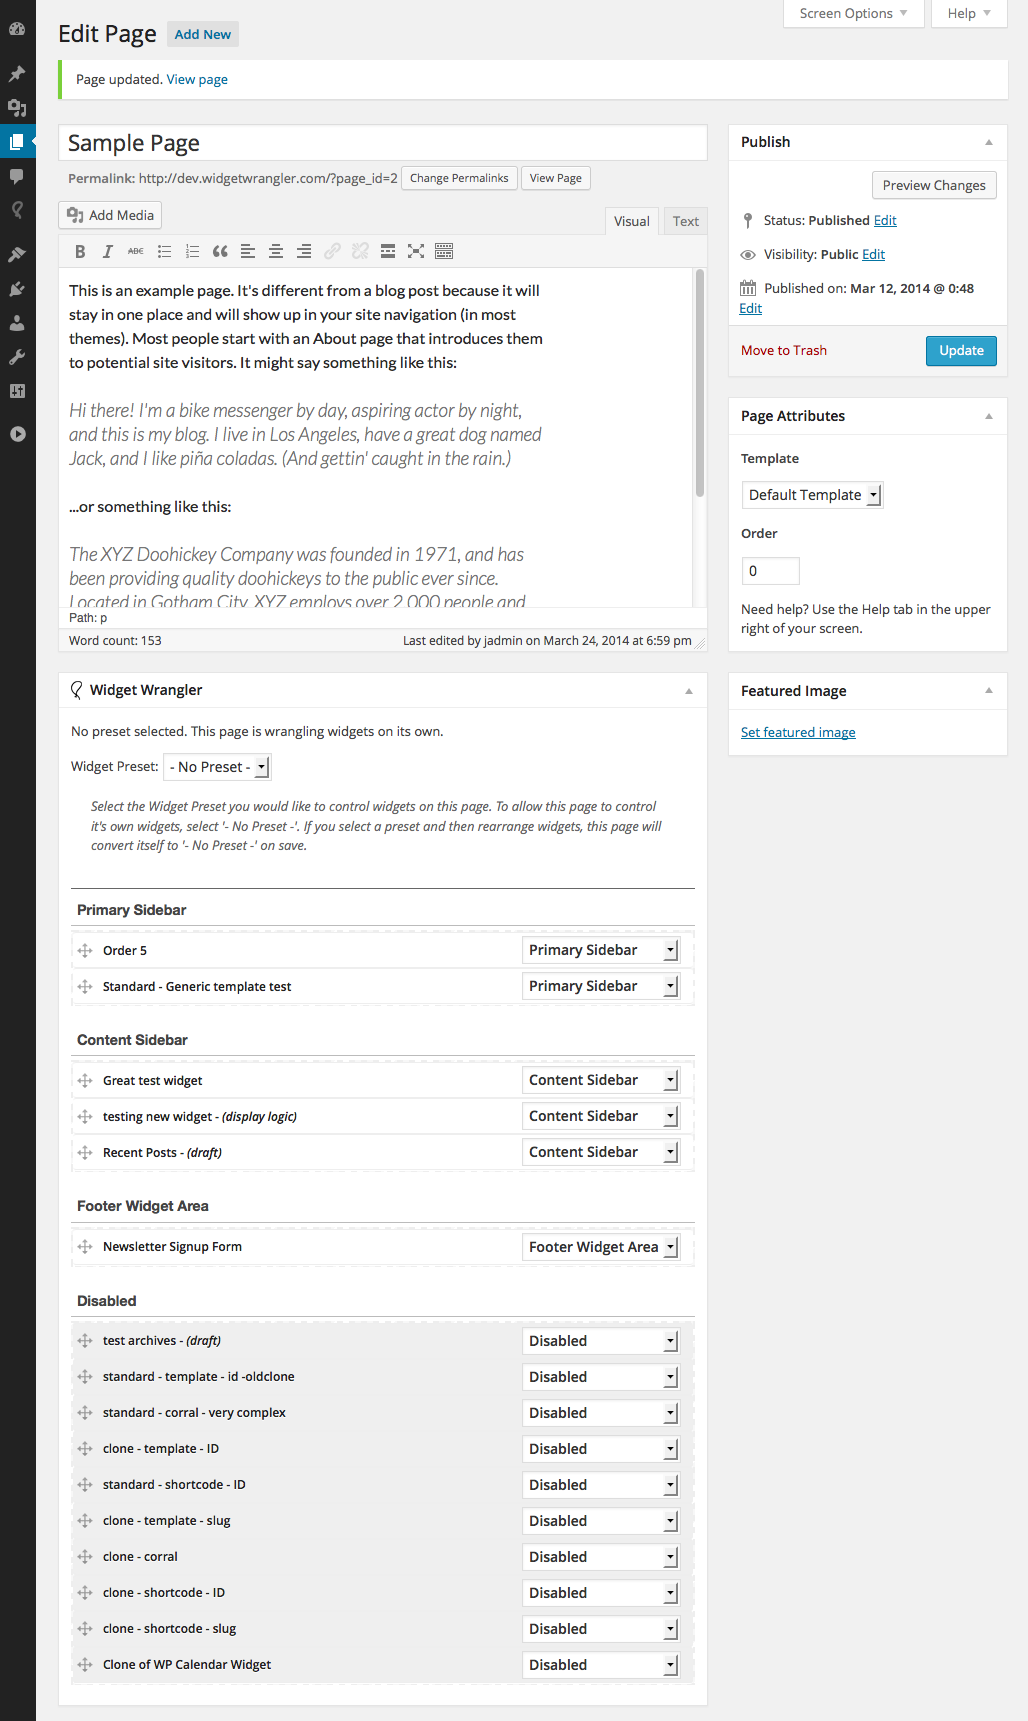 Screen Options
Help
Edit Page
Add New
Page updated. View page
Sample Page
Permalink: http://dev.widgetwrangler.com/?page_id=2 Change Permalinks View Page
Add Media
Visual Text
B I ABC
This is an example page. It's different from a blog post because it will
stay in one place and will show up in your site navigation (in most
themes). Most people start with an About page that introduces them
to potential site visitors. It might say something like this:
Hi there! I'm a bike messenger by day, aspiring actor by night,
and this is my blog. I live in Los Angeles, have a great dog named
Jack, and I like piña coladas. (And gettin' caught in the rain.)
...or something like this:
The XYZ Doohickey Company was founded in 1971, and has
been providing quality doohickeys to the public ever since.
Located in Gotham City, XYZ employs over 2,000 people and
Path: p
Word count: 153
Last edited by jadmin on March 24, 2014 at 6:59 pm
Publish
Preview Changes
Status: Published Edit
Visibility: Public Edit
Published on: Mar 12, 2014 @ 0:48
Edit
Move to Trash
Update
Page Attributes
Template
Default Template
Order
0
Need help? Use the Help tab in the upper
right of your screen.
Featured Image
Set featured image
Widget Wrangler
No preset selected. This page is wrangling widgets on its own.
Widget Preset: - No Preset -
Select the Widget Preset you would like to control widgets on this page. To allow this page to control
it's own widgets, select '- No Preset -'. If you select a preset and then rearrange widgets, this page will
convert itself to '- No Preset -' on save.
Primary Sidebar
Order 5 Primary Sidebar
Standard - Generic template test Primary Sidebar
Content Sidebar
Great test widget Content Sidebar
testing new widget - (display logic) Content Sidebar
Recent Posts - (draft) Content Sidebar
Footer Widget Area
Newsletter Signup Form Footer Widget Area
Disabled
test archives - (draft) Disabled
standard - template - id -oldclone Disabled
standard - corral - very complex Disabled
clone - template - ID Disabled
standard - shortcode - ID Disabled
clone - template - slug Disabled
clone - corral Disabled
clone - shortcode - ID Disabled
clone - shortcode - slug Disabled
Clone of WP Calendar Widget Disabled